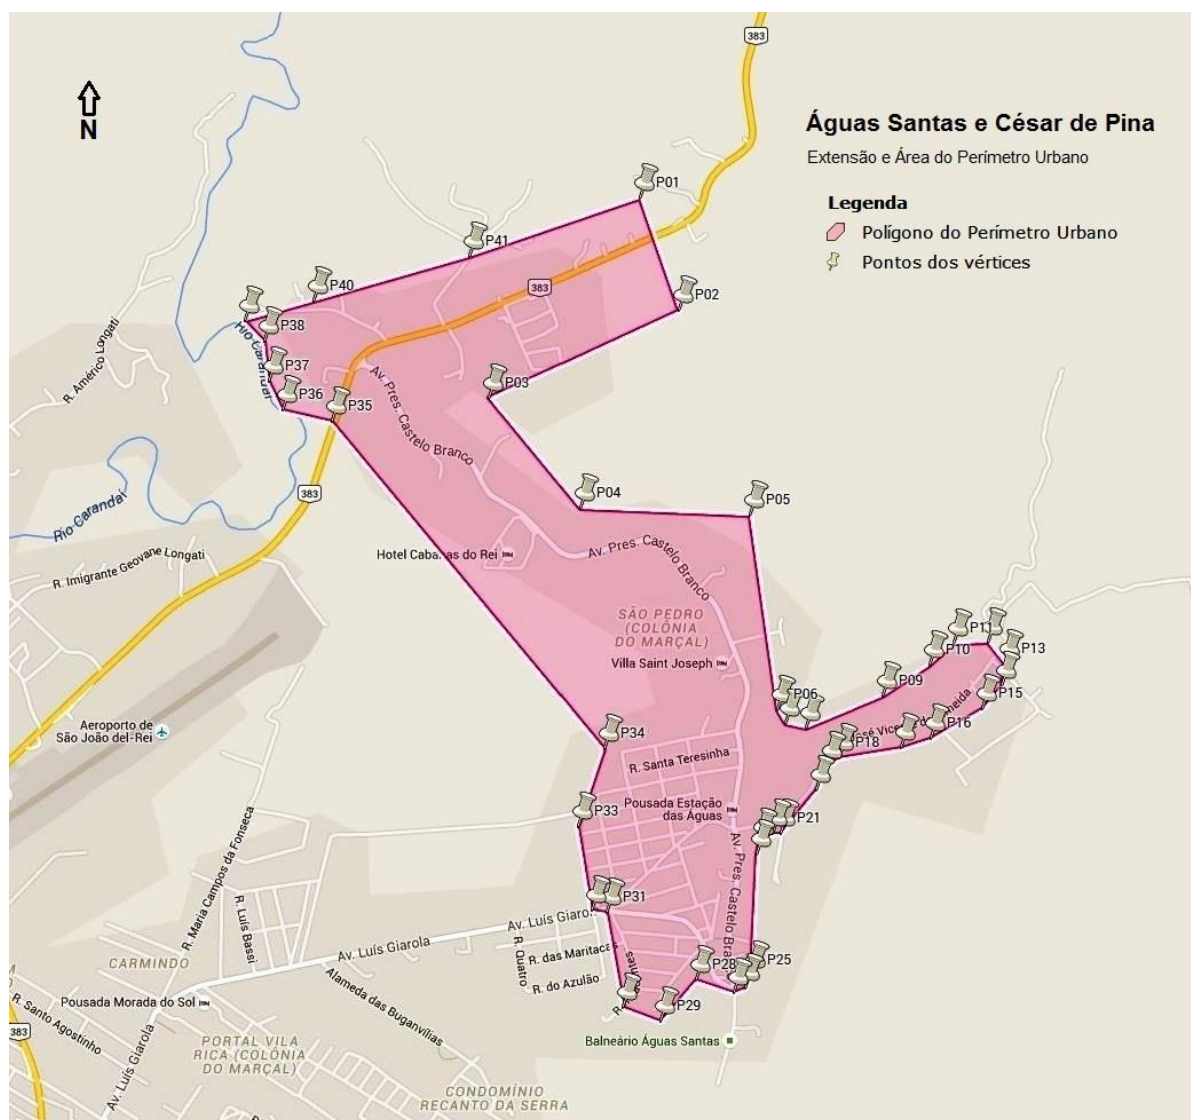 383
N
Águas Santas e César de Pina
Extensão e Área do Perímetro Urbano
Legenda
Polígono do Perímetro Urbano
Pontos dos vértices
P01
P41
P40
P02
383
P38
Rio Carandaí
R. Américo Longati
P37
P36
P35
P03
Av. Pres. Castelo Branco
P04
P05
383
Rio Carandaí
Hotel Cabanas do Rei
Av. Pres. Castelo Branco
R. Imigrante Geovane Longati
SÃO PEDRO
(COLÔNIA
DO MARÇAL)
Villa Saint Joseph
P11
P10
P13
P09
P06
P15
P16
P18
Aeroporto de
São João del-Rei
P34
R. Santa Teresinha
Pousada Estação
das Águas
P33
P21
Av. Pres. Castelo Branco
R. Maria Campos da Fonseca
R. Luís Bassi
P31
Av. Luís Giarola
Av. Luís Giarola
R. Quatro
R. das Maritacas
R. do Azulão
CARMINDO
Alameda das Buganvílias
P28
P25
P29
Pousada Morada do Sol
R. Santo Agostinho
383
Av. Luís Giarola
PORTAL VILA
RICA (COLÔNIA
DO MARÇAL)
Balneário Águas Santas
CONDOMÍNIO
RECANTO DA SERRA